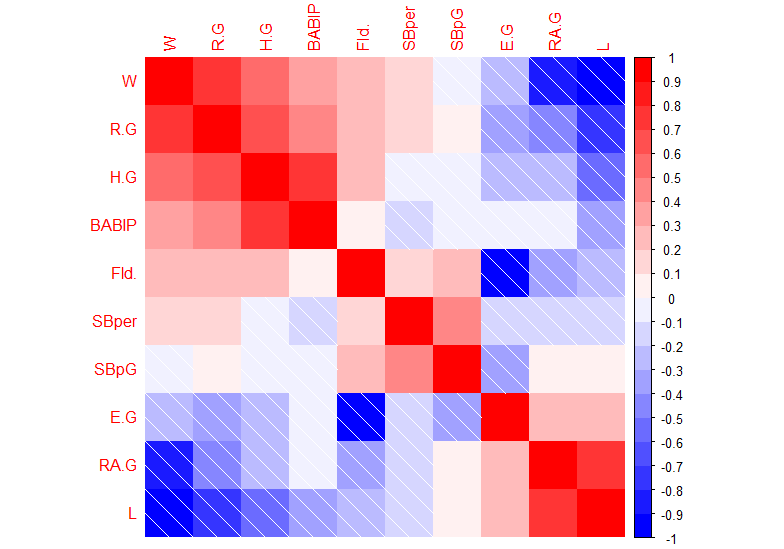 W
R.G
H.G
BABIP
Fld.
SBper
SBpG
E.G
RA.G
L
W
R.G
H.G
BABIP
Fld.
SBper
SBpG
E.G
RA.G
L
1
0.9
0.8
0.7
0.6
0.5
0.4
0.3
0.2
0.1
0
-0.1
-0.2
-0.3
-0.4
-0.5
-0.6
-0.7
-0.8
-0.9
-1